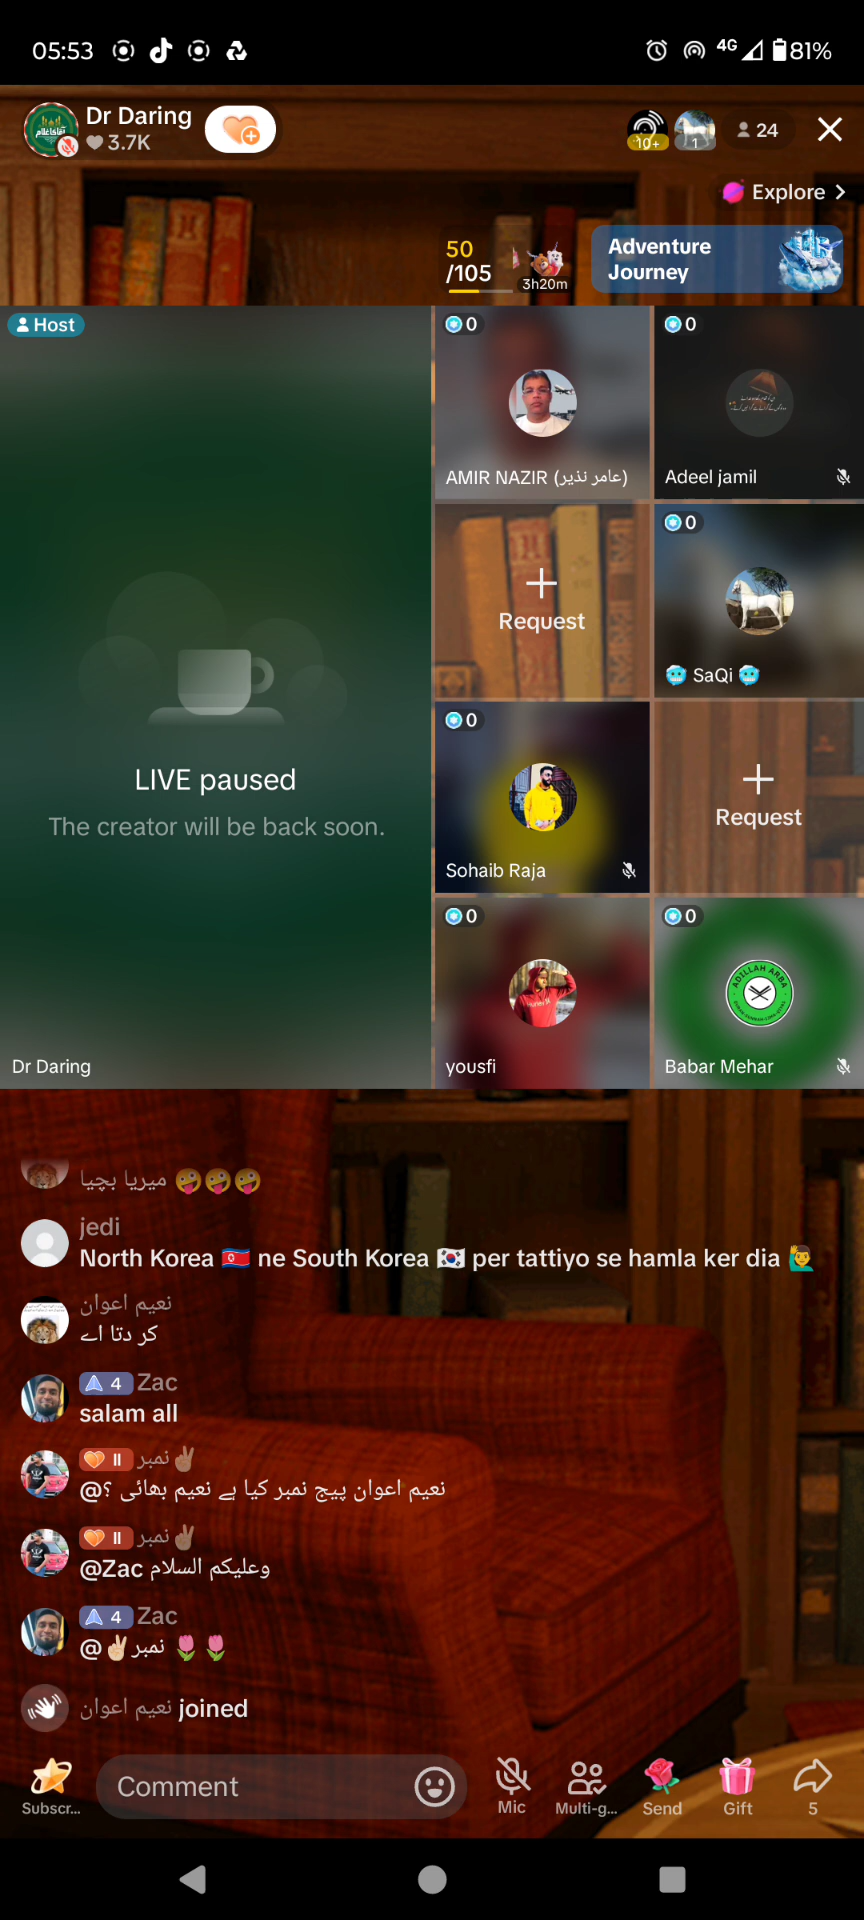 05:53
4G 81%
Dr Daring
3.7K
10+
1
24
Explore
50
/105
3h20m
Adventure
Journey
Host
0
0
AMIR NAZIR (عامر نذیر)
Adeel jamil
0
Request
🥶 SaQi 🥶
LIVE paused
The creator will be back soon.
0
Request
Sohaib Raja
0
0
ADILLAH ARBA
Dr Daring
yousfi
Babar Mehar
میریا بچیا 🤪🤪🤪
jedi
North Korea 🇰🇵 ne South Korea 🇰🇷 per tattiyo se hamla ker dia 🙋‍♂️
نعیم اعوان
کر دتا اے
4 Zac
salam all
II نمبر✌🏽
@نعیم اعوان پیج نمبر کیا ہے نعیم بھائی ؟
II نمبر✌🏽
@Zac وعلیکم السلام
4 Zac
@✌🏼نمبر 🌷🌷
نعیم اعوان joined
Subscr...
Comment
Mic
Multi-g...
Send
Gift
5